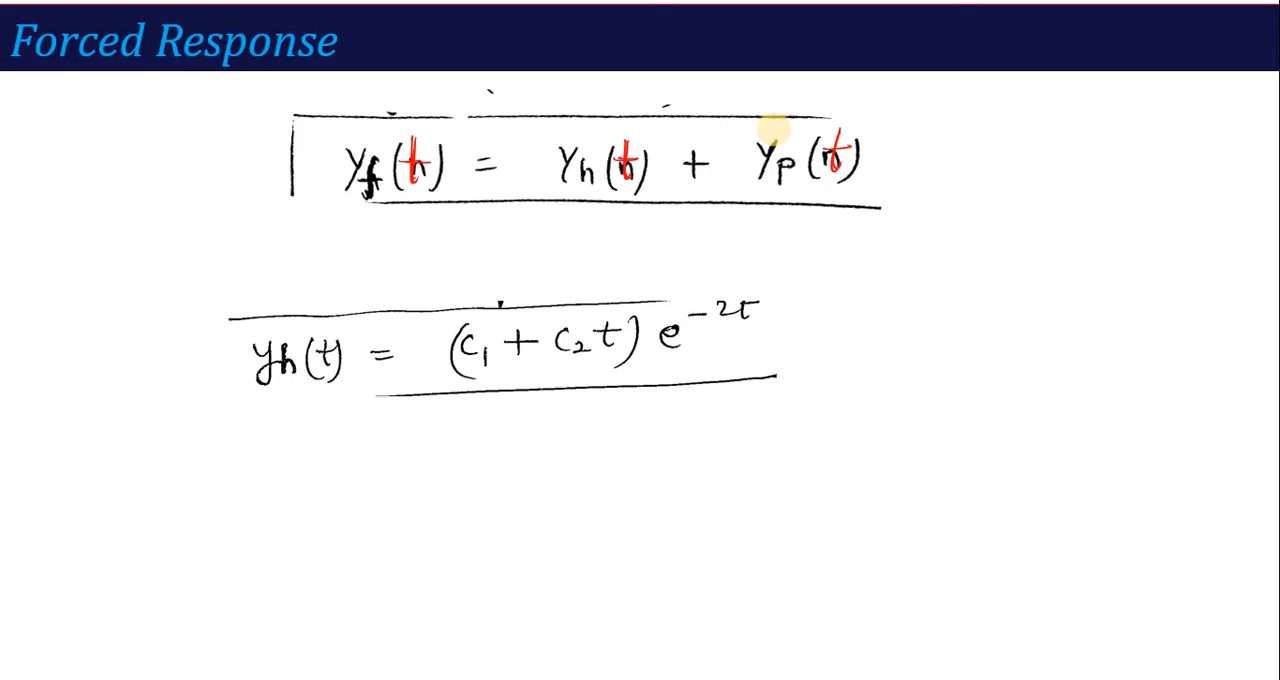 Forced Response
yf(t) = yh(t) + yp(t)
yh(t) = (c₁ + c₂t) e^-2t